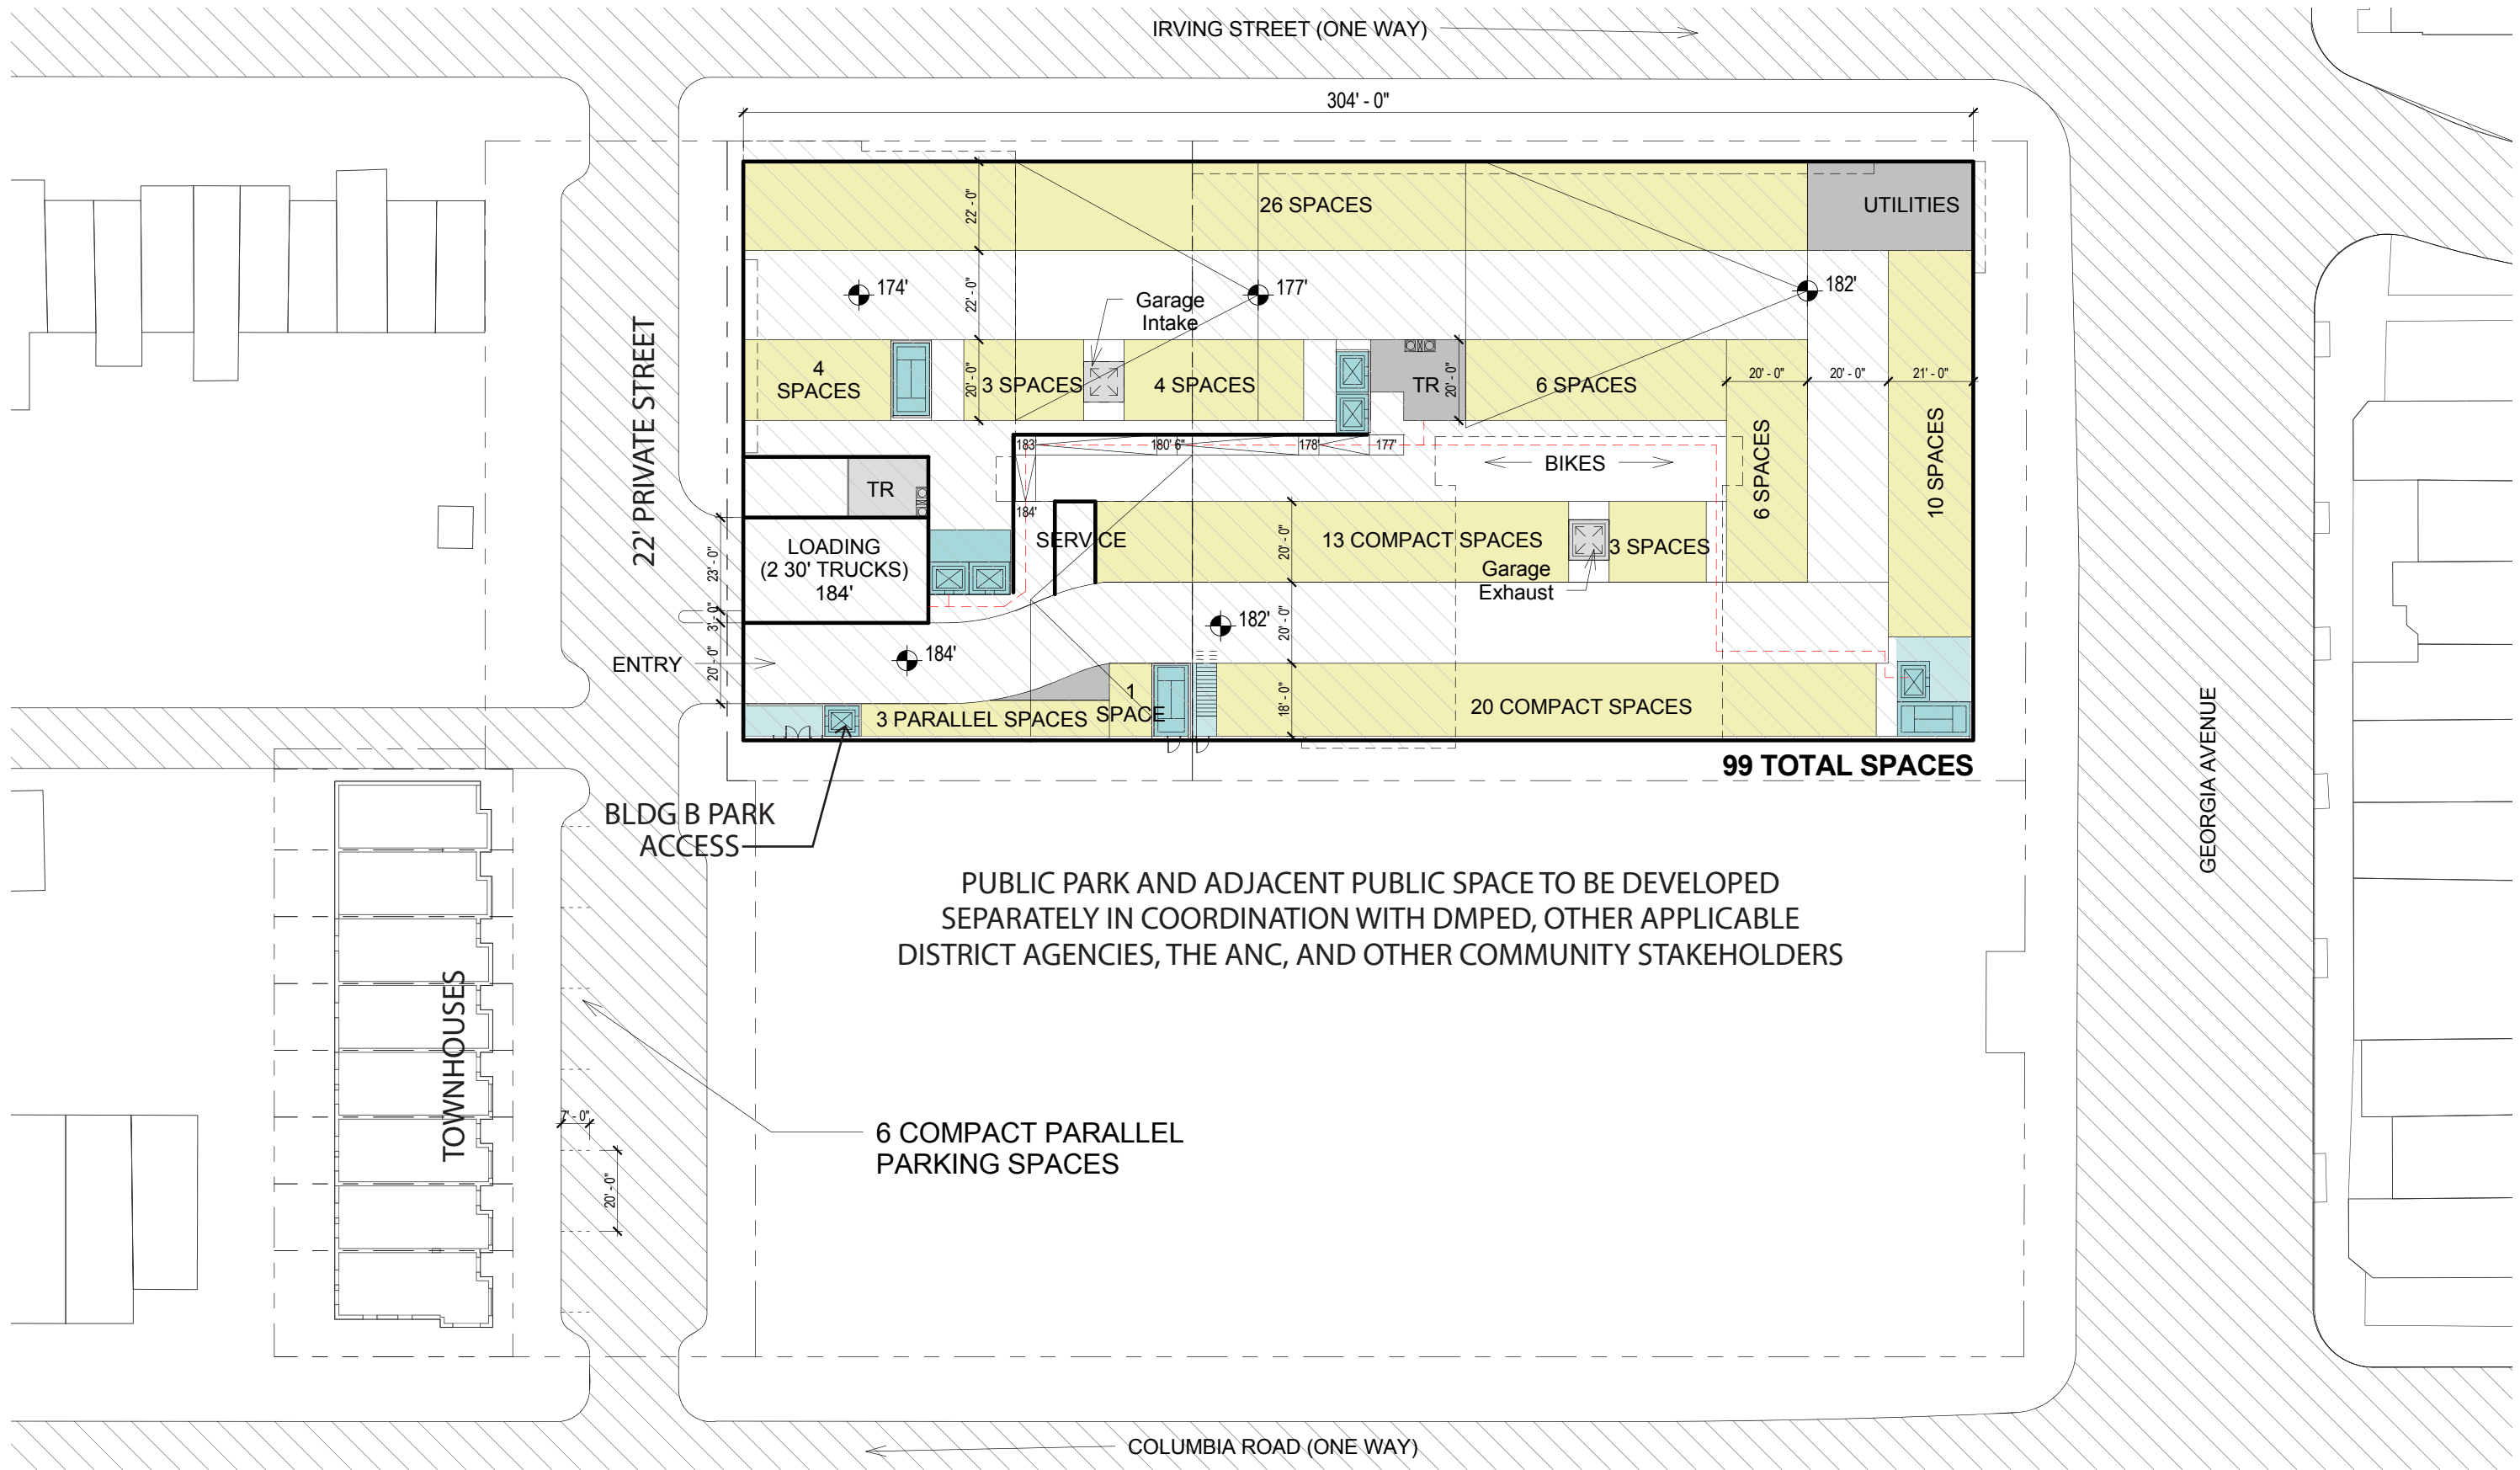 IRVING STREET (ONE WAY)
304' - 0"
22' - 0"
26 SPACES
UTILITIES
174'
22' - 0"
177'
182'
Garage
Intake
22' PRIVATE STREET
4
SPACES
20' - 0"
3 SPACES
4 SPACES
TR
20' - 0"
6 SPACES
20' - 0"
20' - 0"
21' - 0"
183'
180' 6"
178'
177'
BIKES
6 SPACES
10 SPACES
TR
184'
SERVICE
LOADING
(2 30' TRUCKS)
184'
23' - 0"
20' - 0"
13 COMPACT SPACES
3 SPACES
Garage
Exhaust
3' - 0"
182'
20' - 0"
ENTRY
20' - 0"
184'
1
SPACE
3 PARALLEL SPACES
18' - 0"
20 COMPACT SPACES
99 TOTAL SPACES
GEORGIA AVENUE
BLDG B PARK
ACCESS
PUBLIC PARK AND ADJACENT PUBLIC SPACE TO BE DEVELOPED
SEPARATELY IN COORDINATION WITH DMPED, OTHER APPLICABLE
DISTRICT AGENCIES, THE ANC, AND OTHER COMMUNITY STAKEHOLDERS
TOWNHOUSES
7' - 0"
6 COMPACT PARALLEL
PARKING SPACES
20' - 0"
COLUMBIA ROAD (ONE WAY)